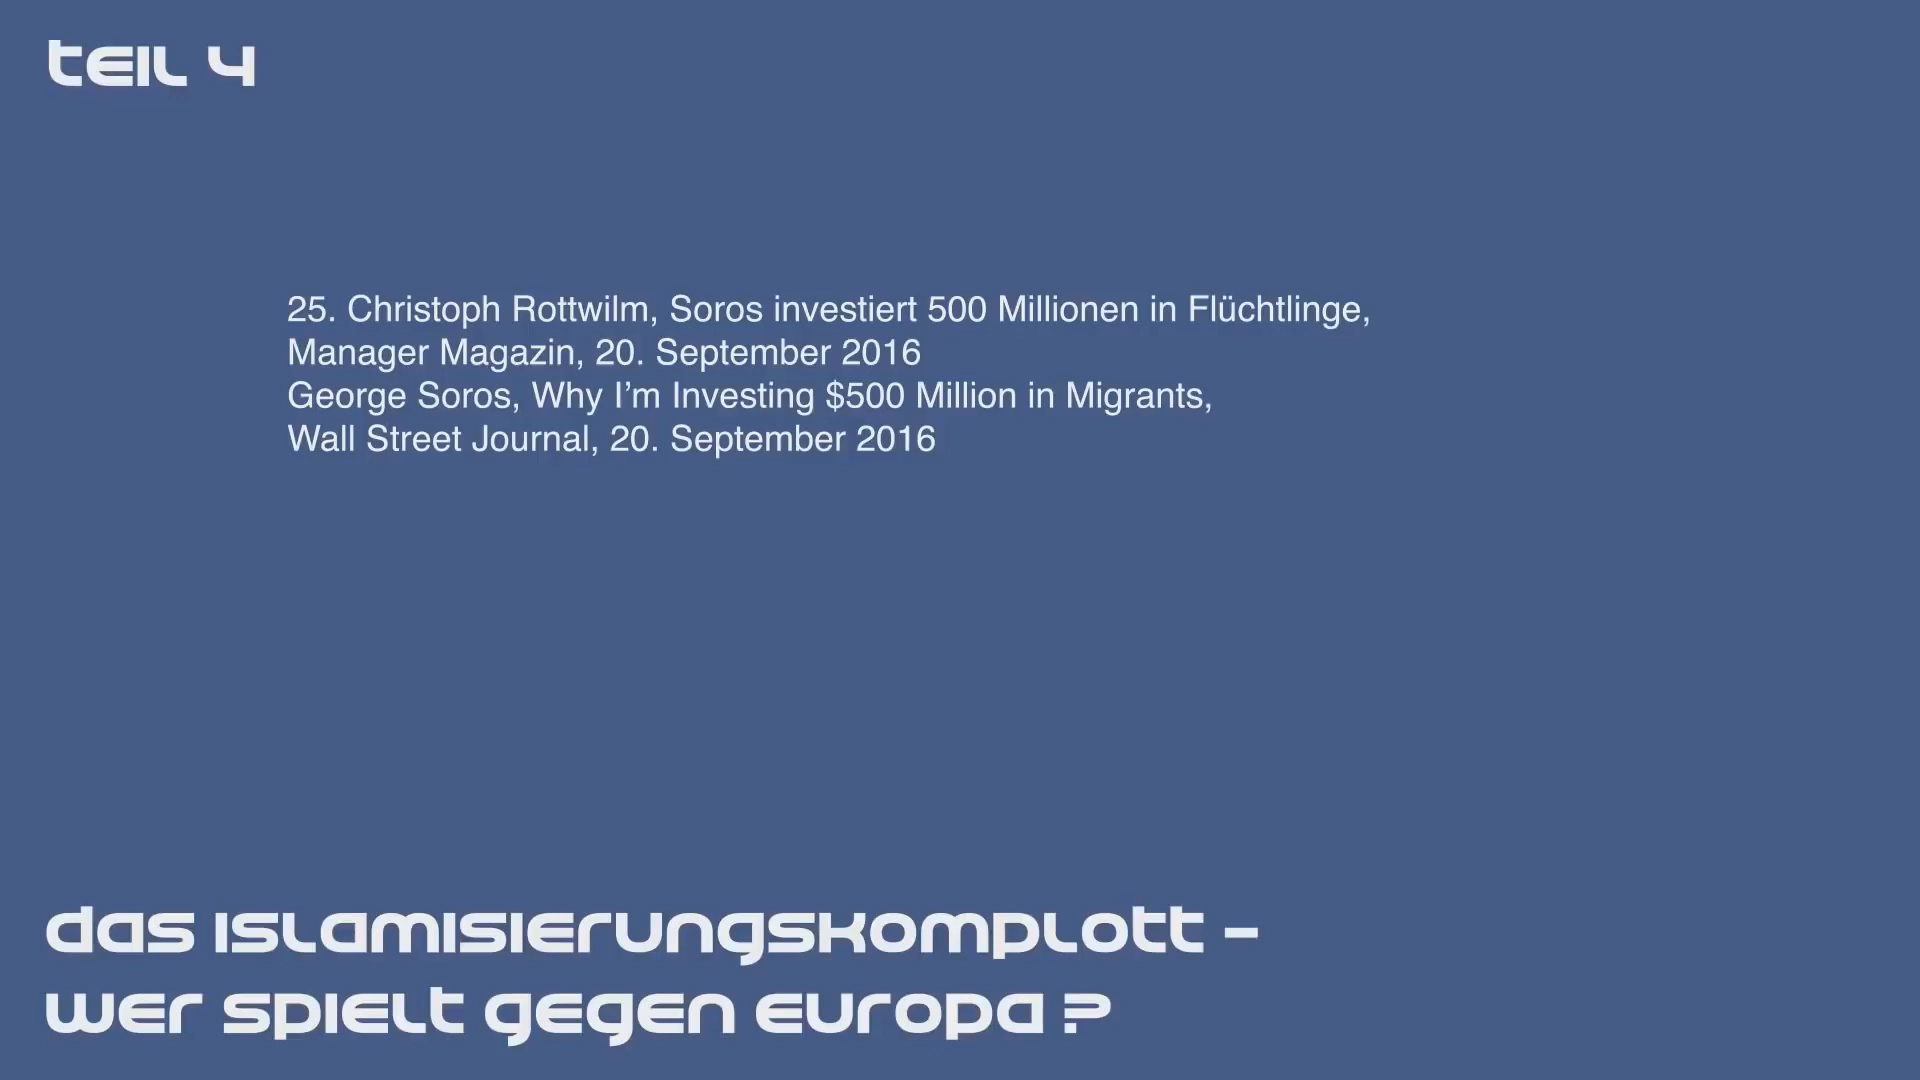 Teil 4
25. Christoph Rottwilm, Soros investiert 500 Millionen in Flüchtlinge,
Manager Magazin, 20. September 2016
George Soros, Why I’m Investing $500 Million in Migrants,
Wall Street Journal, 20. September 2016
Das Islamisierungskomplott –
Wer spielt gegen Europa ?